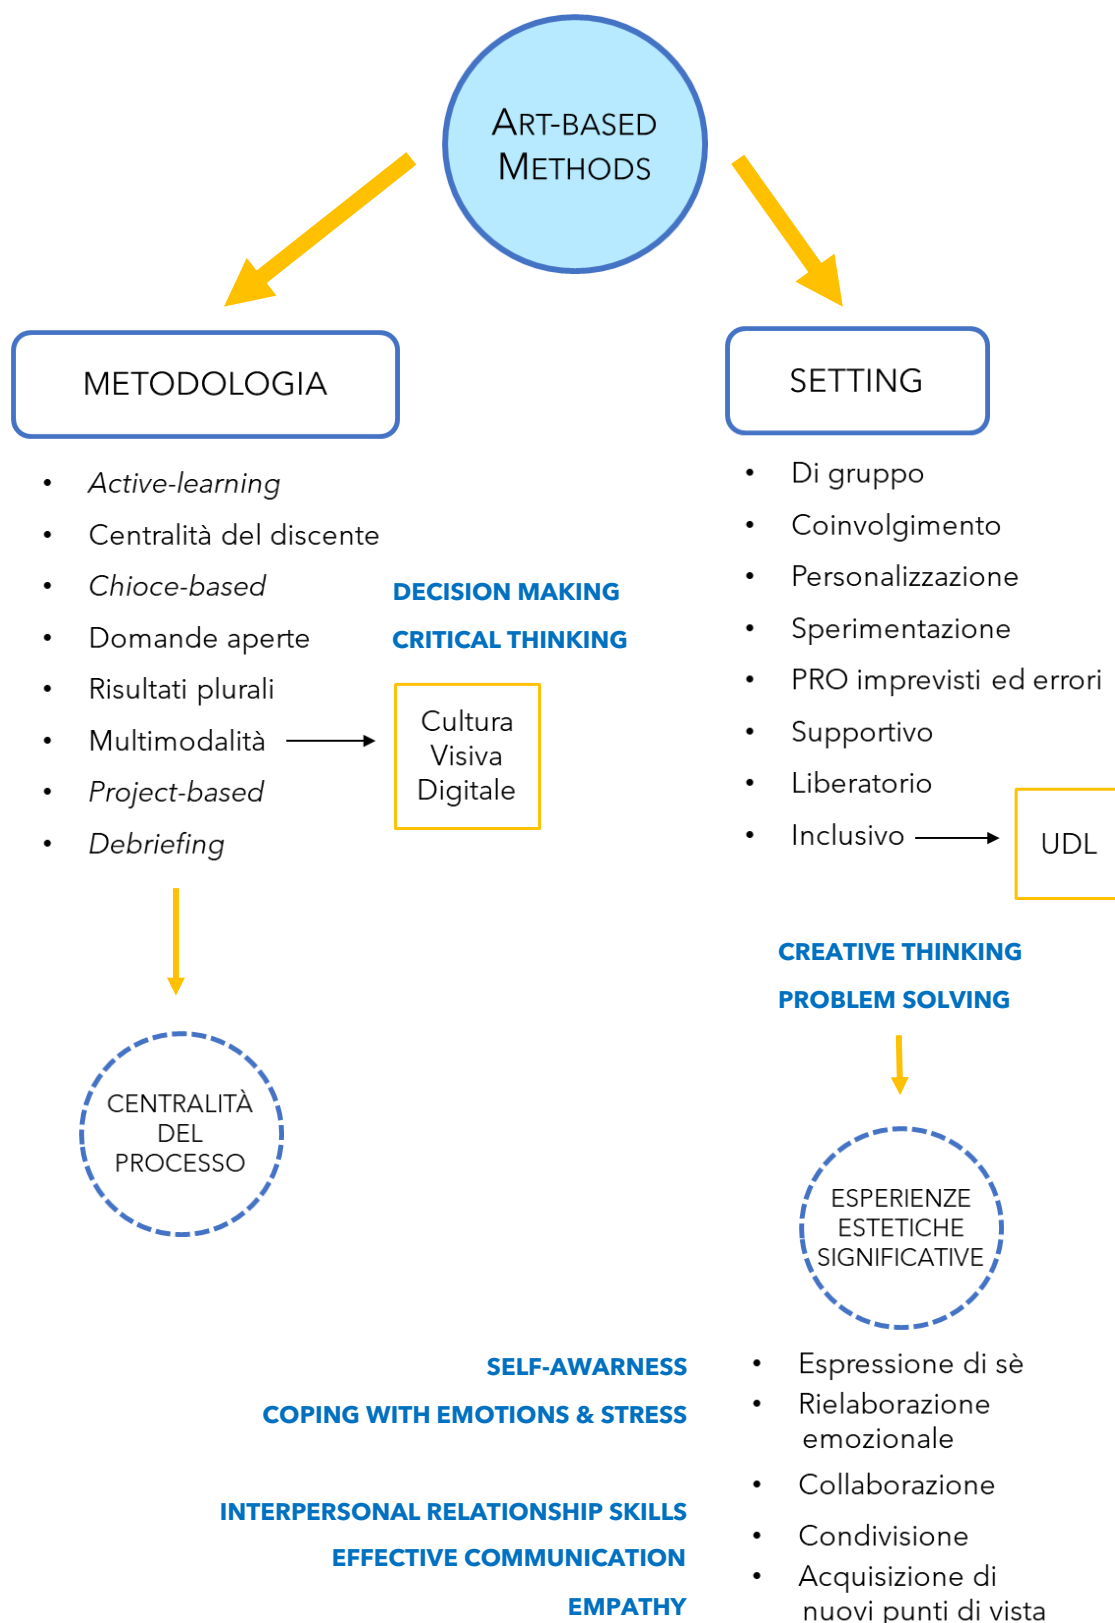 ART-BASED
METHODS
METODOLOGIA
• Active-learning
• Centralità del discente
• Chioce-based
• Domande aperte
• Risultati plurali
• Multimodalità
• Project-based
• Debriefing
DECISION MAKING
CRITICAL THINKING
Cultura
Visiva
Digitale
CENTRALITÀ
DEL
PROCESSO
SETTING
• Di gruppo
• Coinvolgimento
• Personalizzazione
• Sperimentazione
• PRO imprevisti ed errori
• Supportivo
• Liberatorio
• Inclusivo
UDL
CREATIVE THINKING
PROBLEM SOLVING
ESPERIENZE
ESTETICHE
SIGNIFICATIVE
SELF-AWARNESS
COPING WITH EMOTIONS & STRESS
INTERPERSONAL RELATIONSHIP SKILLS
EFFECTIVE COMMUNICATION
EMPATHY
• Espressione di sè
• Rielaborazione
emozionale
• Collaborazione
• Condivisione
• Acquisizione di
nuovi punti di vista